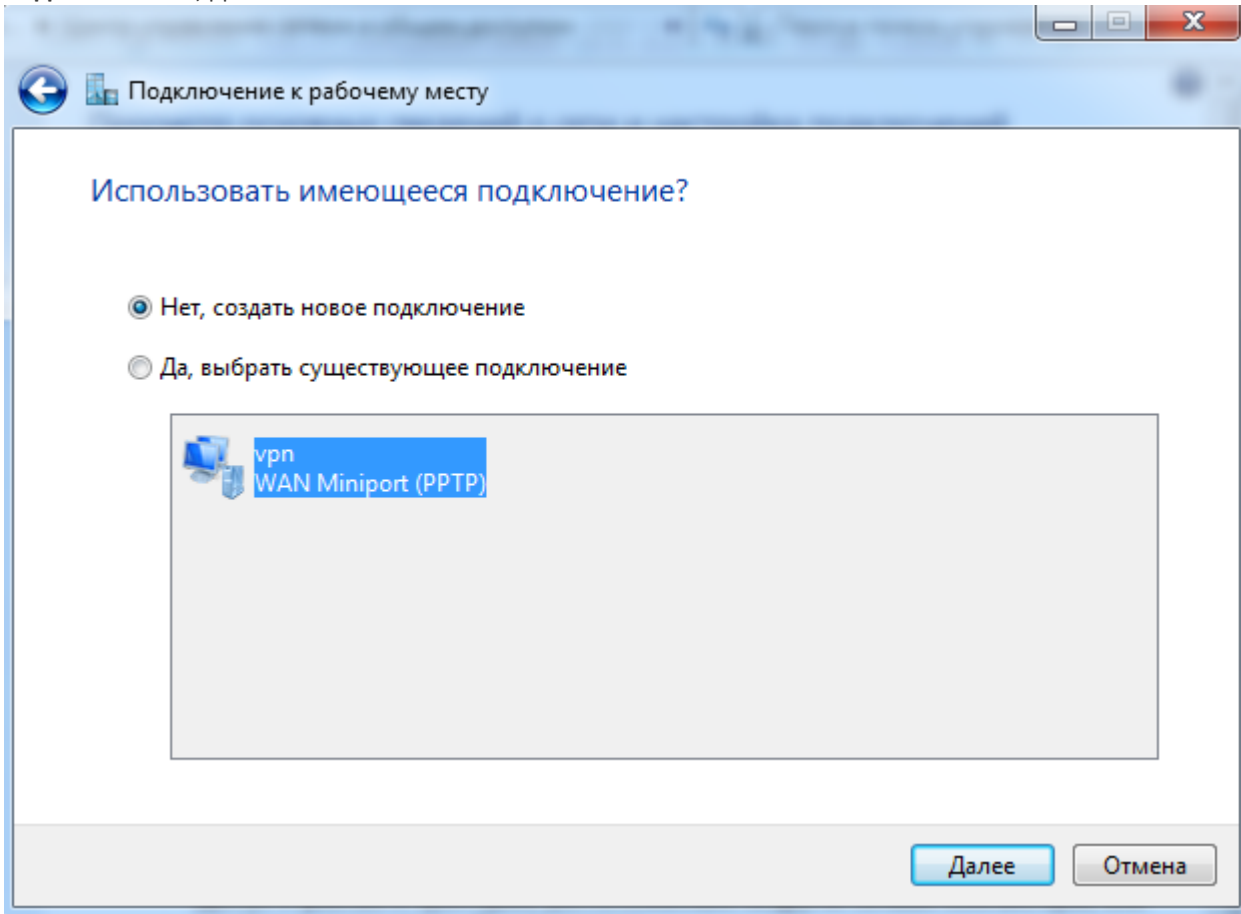 Подключение к рабочему месту
Использовать имеющееся подключение?
Нет, создать новое подключение
Да, выбрать существующее подключение
vpn
WAN Miniport (PPTP)
Далее
Отмена